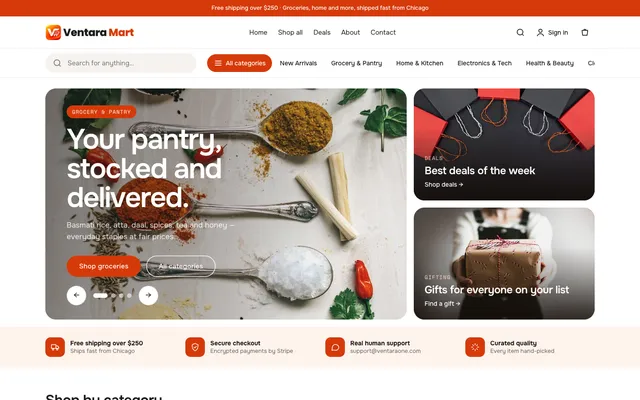 Free shipping over $250 · Groceries, home and more, shipped fast from Chicago
Ventara Mart
Home
Shop all
Deals
About
Contact
Sign in
Search for anything...
All categories
New Arrivals
Grocery & Pantry
Home & Kitchen
Electronics & Tech
Health & Beauty
GROCERY & PANTRY
Your pantry,
stocked and
delivered.
Basmati rice, atta, daal, spices, tea and honey —
everyday staples at fair prices.
Shop groceries
All categories
DEALS
Best deals of the week
Shop deals →
GIFTING
Gifts for everyone on your list
Find a gift →
Free shipping over $250
Ships fast from Chicago
Secure checkout
Encrypted payments by Stripe
Real human support
support@ventaraone.com
Curated quality
Every item hand-picked
Shop by category